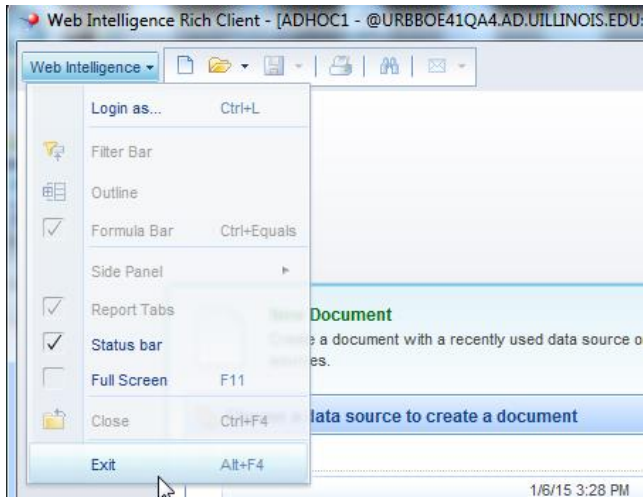 Web Intelligence Rich Client - [ADHOC1 - @URBBOE41QA4.AD.UILLINOIS.EDU:
Web Intelligence
Login as... Ctrl+L
Filter Bar
Outline
Formula Bar Ctrl+Equals
Side Panel
Report Tabs
Status bar
Full Screen F11
Close Ctrl+F4
Exit Alt+F4
New Document
Create a document with a recently used data source o
data source to create a document
1/6/15 3:28 PM